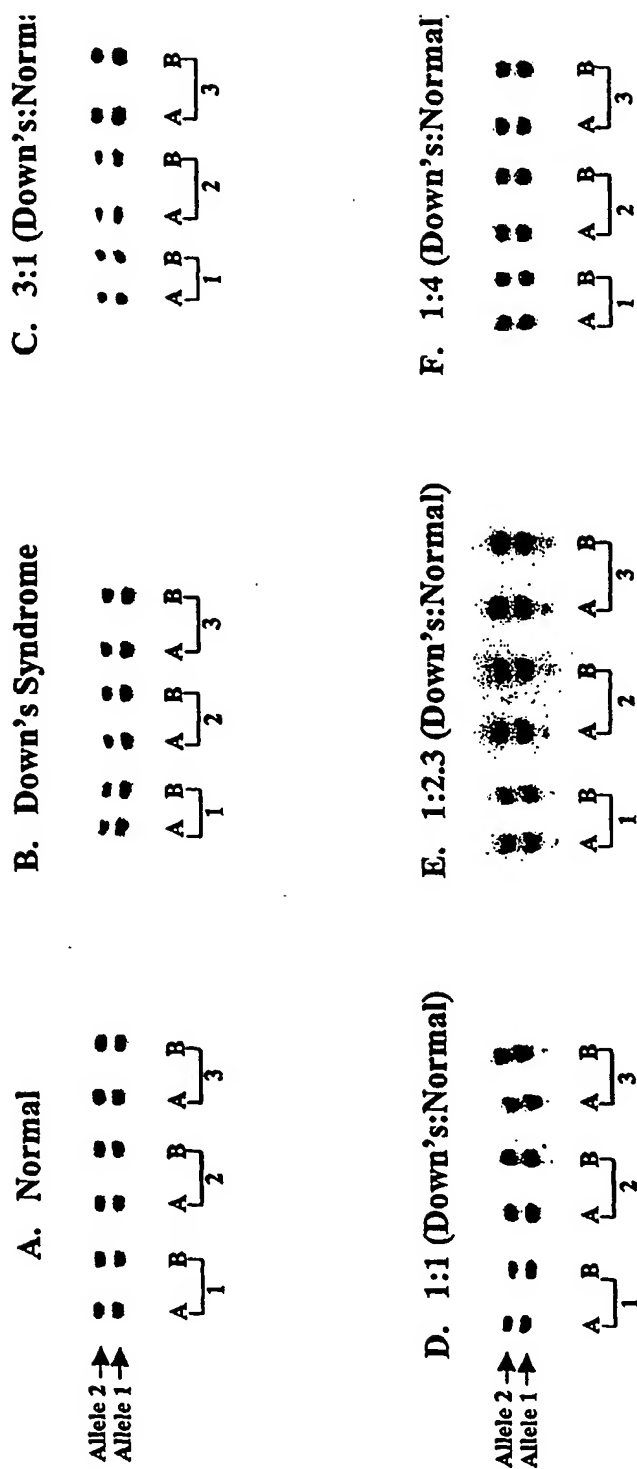 A. Normal
Allele 2 →
Allele 1 →
A B A B A B
1 2 3
B. Down's Syndrome
A B A B A B
1 2 3
C. 3:1 (Down's:Norma
A B A B A B
1 2 3
D. 1:1 (Down's:Normal)
Allele 2 →
Allele 1 →
A B A B A B
1 2 3
E. 1:2.3 (Down's:Normal)
A B A B A B
1 2 3
F. 1:4 (Down's:Normal
A B A B A B
1 2 3